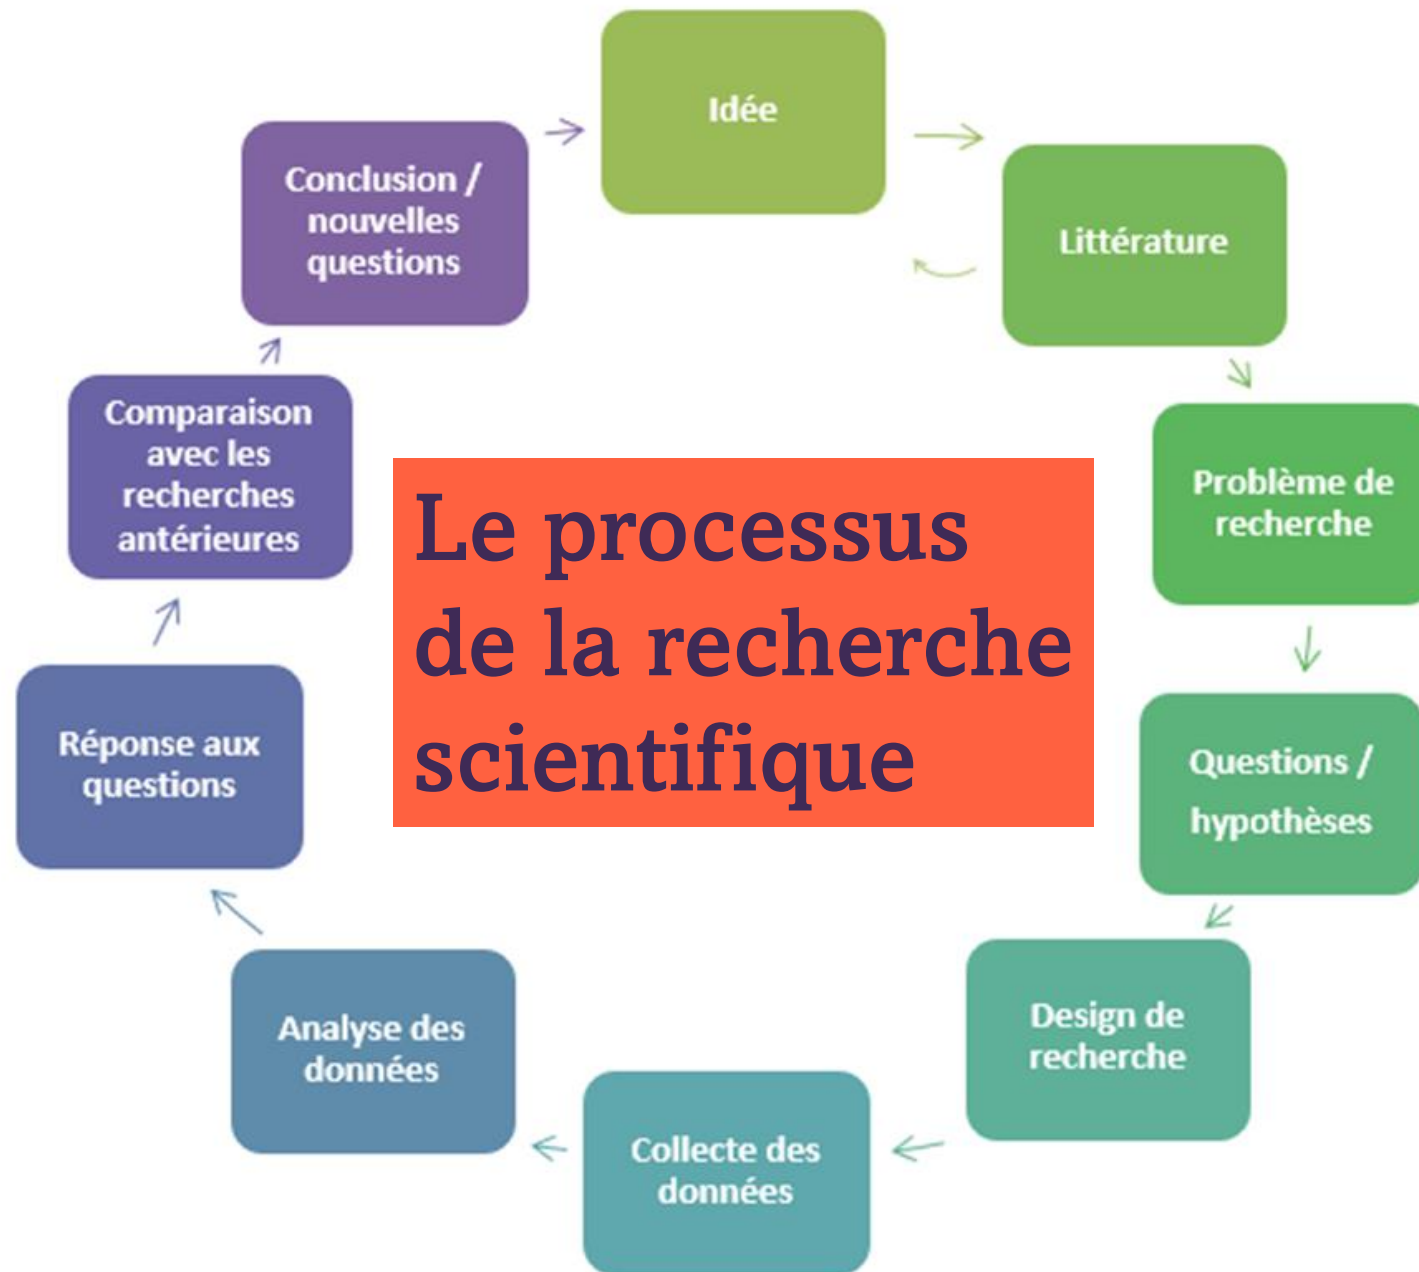 Idée
Littérature
Problème de
recherche
Questions /
hypothèses
Design de
recherche
Collecte des
données
Analyse des
données
Réponse aux
questions
Comparaison
avec les
recherches
antérieures
Conclusion /
nouvelles
questions
Le processus
de la recherche
scientifique